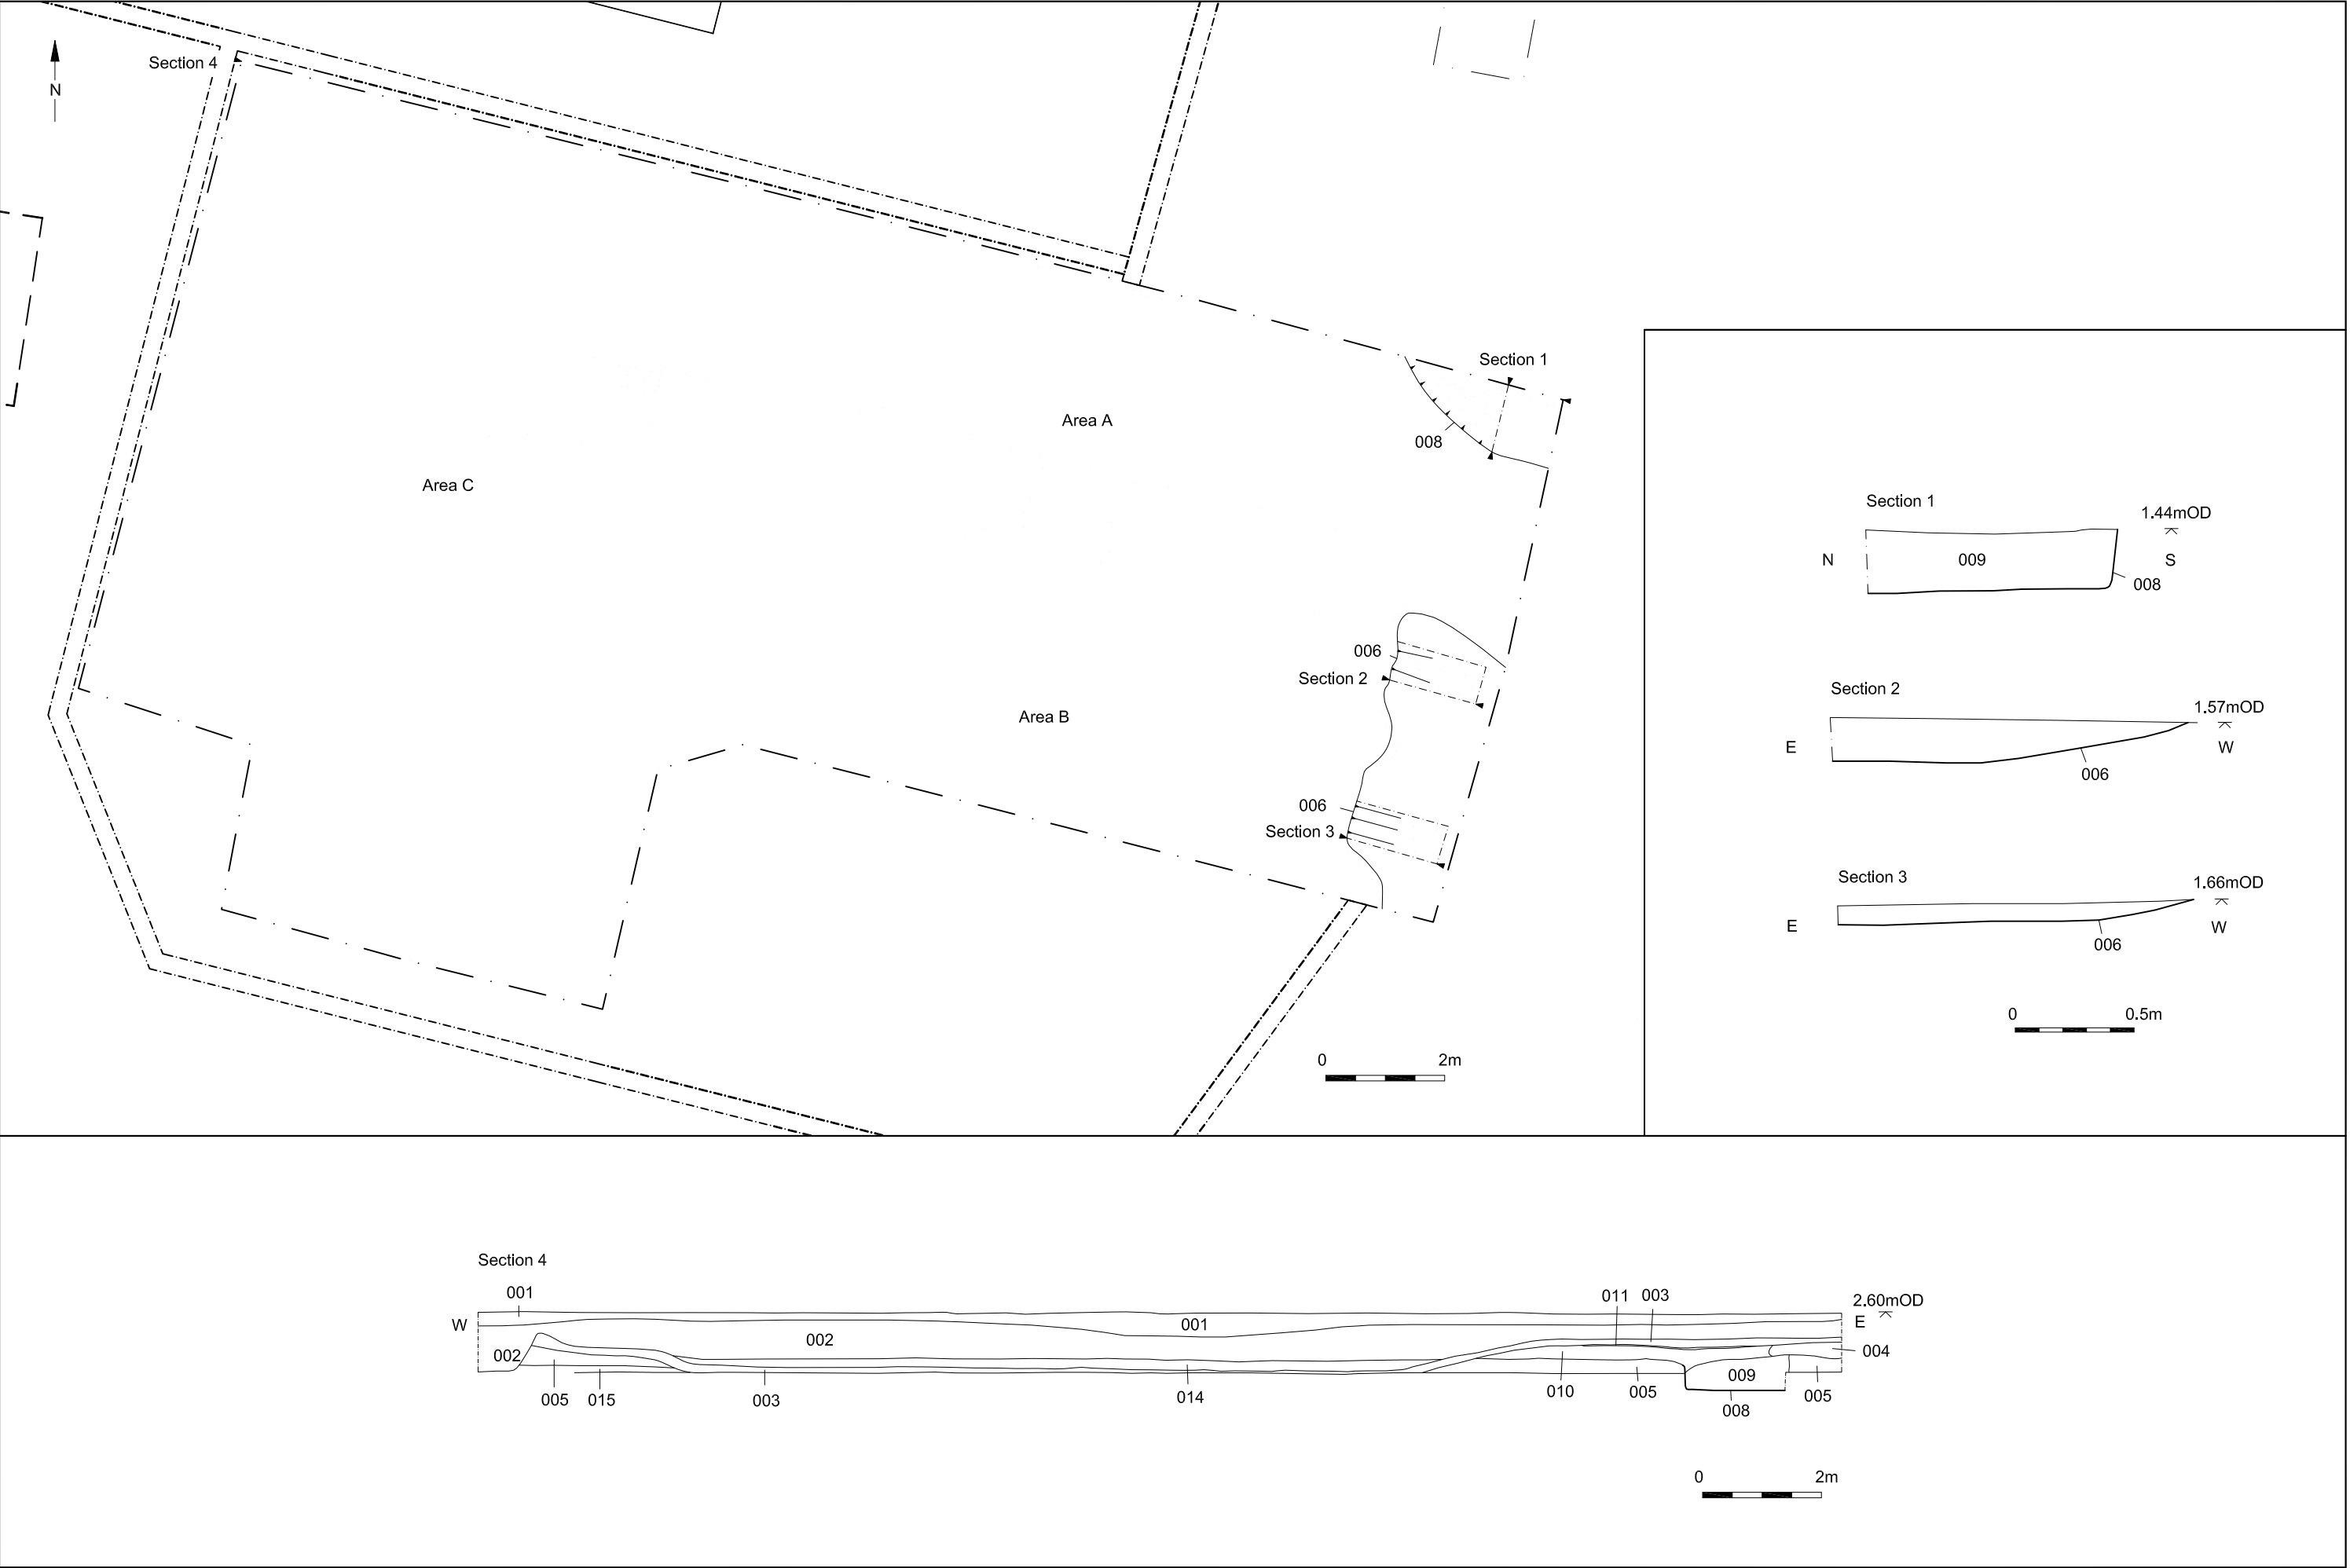 Section 4
N
Section 1
Area A
008
Area C
006
Section 2
Area B
006
Section 3
0 2m
Section 1
1.44mOD
N 009 S
008
Section 2
1.57mOD
E W
006
Section 3
1.66mOD
E W
006
0 0.5m
Section 4
001 011 003 2.60mOD
W 001 E
002
002 004
009
005 015 003 014 010 005 005
008
0 2m